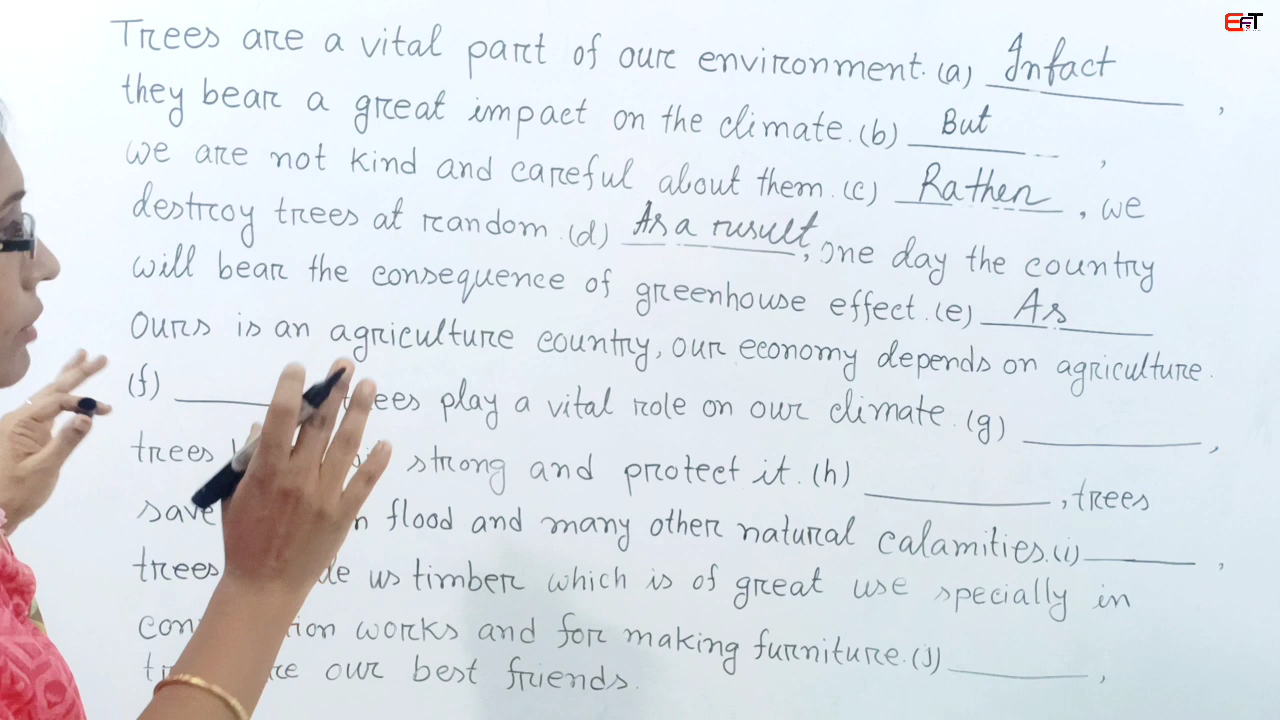 EFT
Trees are a vital part of our environment. (a) Infact ,
they bear a great impact on the climate. (b) But ,
we are not kind and careful about them. (c) Rather , we
destroy trees at random. (d) As a result, one day the country
will bear the consequence of greenhouse effect. (e) As
ours is an agriculture country, our economy depends on agriculture.
(f) play a vital role on our climate. (g) ,
trees strong and protect it. (h) , trees
save flood and many other natural calamities. (i) ,
trees us timber which is of great use specially in
works and for making furniture. (j) ,
our best friends.